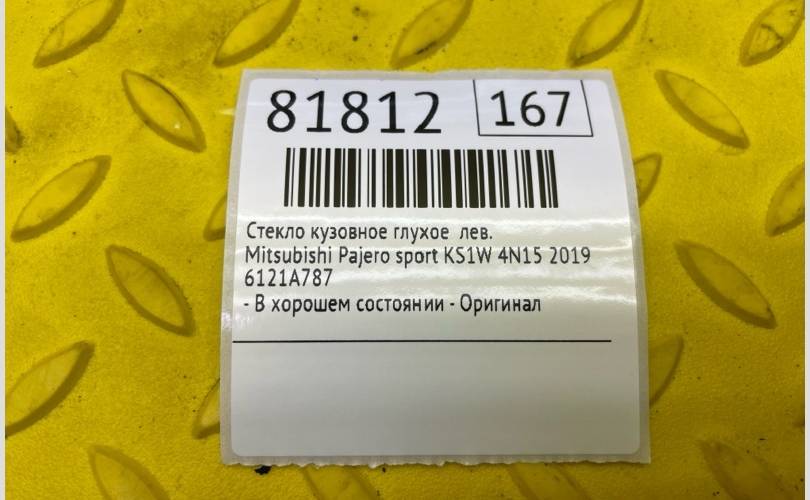 81812 167
Стекло кузовное глухое лев.
Mitsubishi Pajero sport KS1W 4N15 2019
6121A787
- В хорошем состоянии - Оригинал